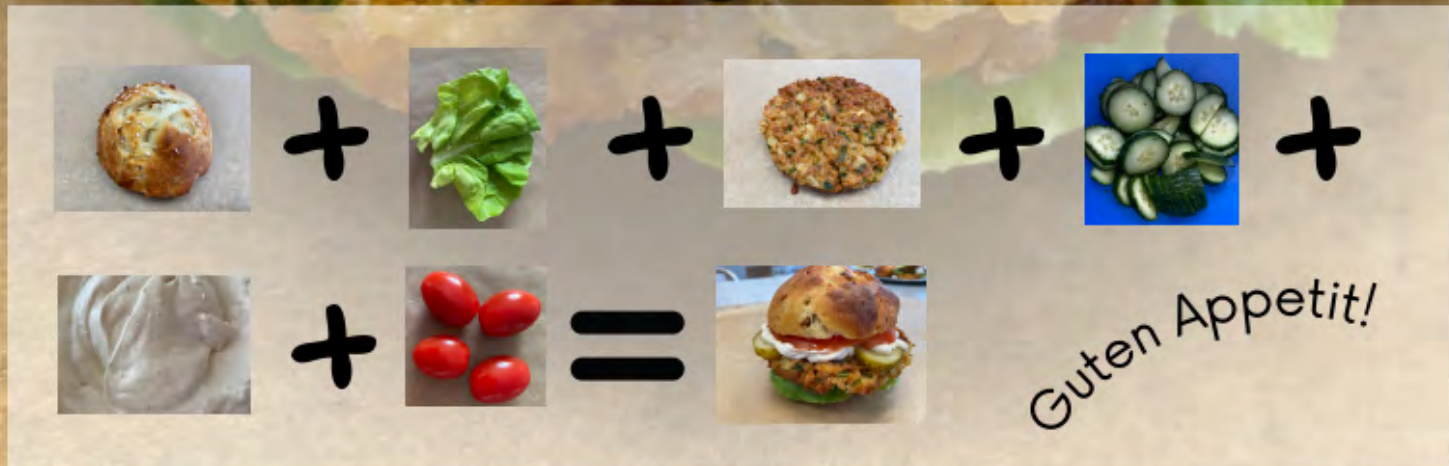 + + + +
+ =
Guten Appetit!